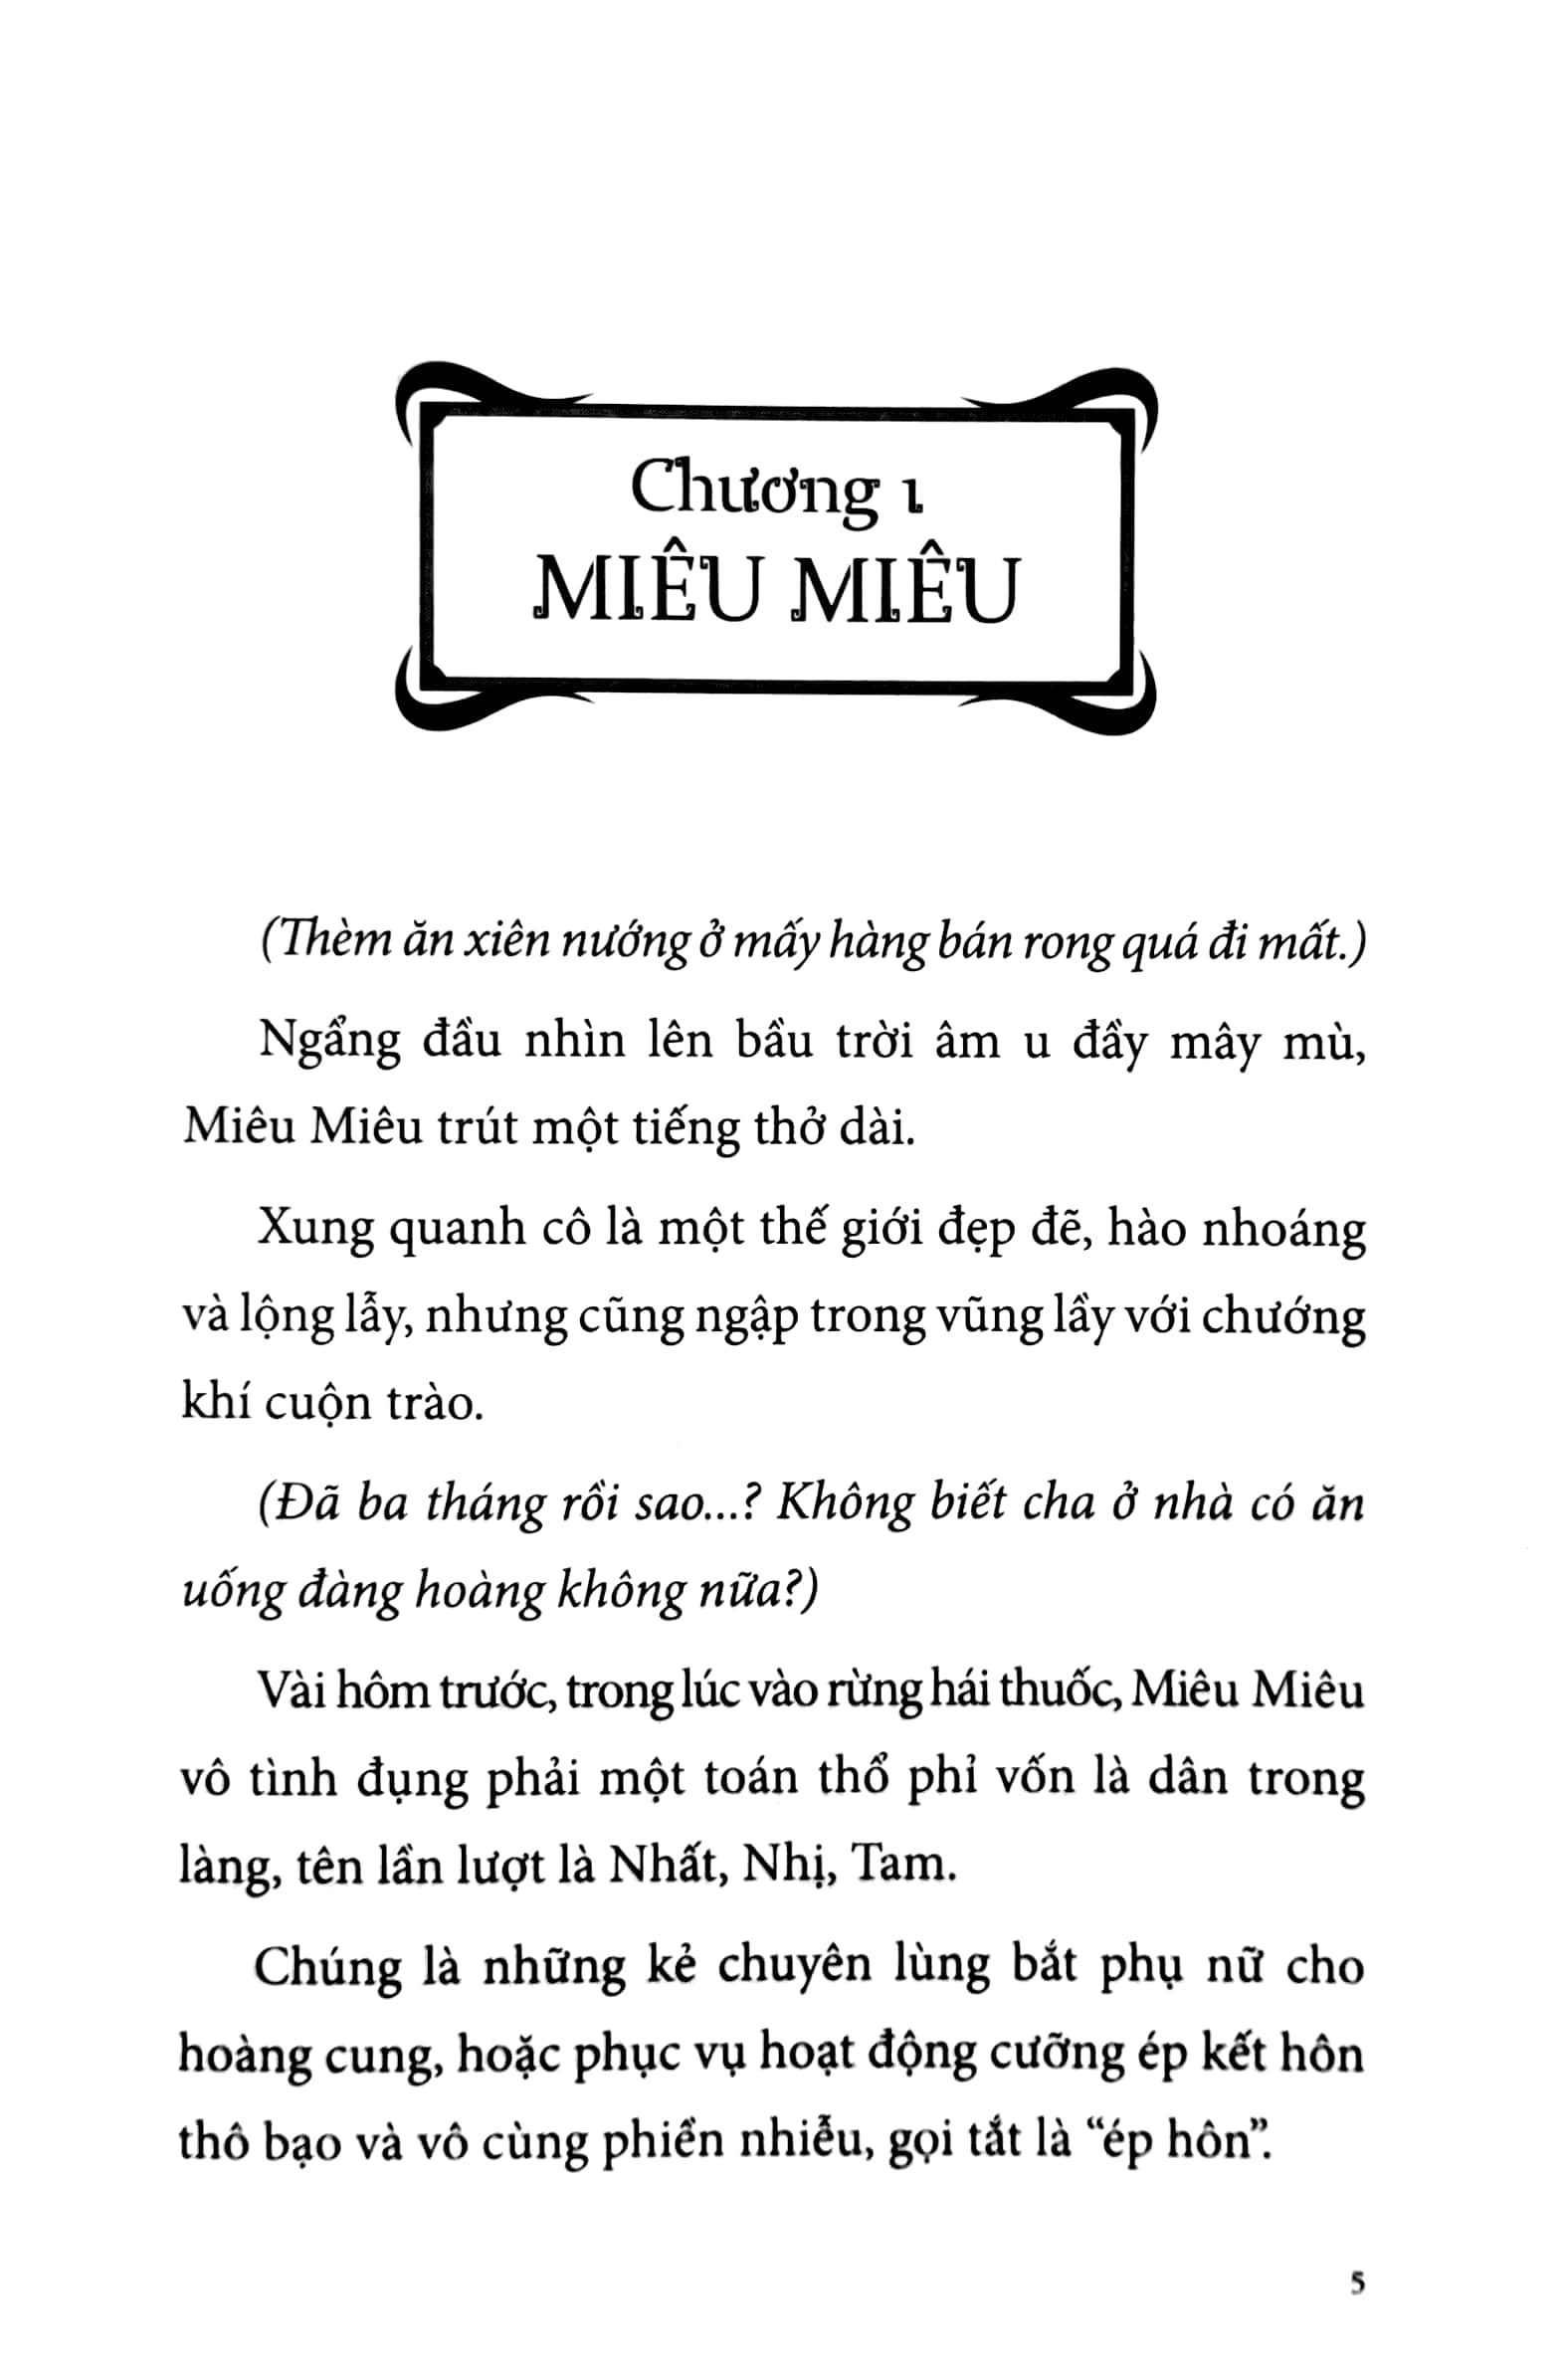 Chương 1
MIÊU MIÊU
(Thèm ăn xiên nướng ở mấy hàng bán rong quá đi mất.)
Ngẩng đầu nhìn lên bầu trời âm u đầy mây mù,
Miêu Miêu trút một tiếng thở dài.
Xung quanh cô là một thế giới đẹp đẽ, hào nhoáng
và lộng lẫy, nhưng cũng ngập trong vũng lầy với chướng
khí cuộn trào.
(Đã ba tháng rồi sao...? Không biết cha ở nhà có ăn
uống đàng hoàng không nữa?)
Vài hôm trước, trong lúc vào rừng hái thuốc, Miêu Miêu
vô tình đụng phải một toán thổ phỉ vốn là dân trong
làng, tên lần lượt là Nhất, Nhị, Tam.
Chúng là những kẻ chuyên lùng bắt phụ nữ cho
hoàng cung, hoặc phục vụ hoạt động cưỡng ép kết hôn
thô bạo và vô cùng phiền nhiễu, gọi tắt là “ép hôn”.
5